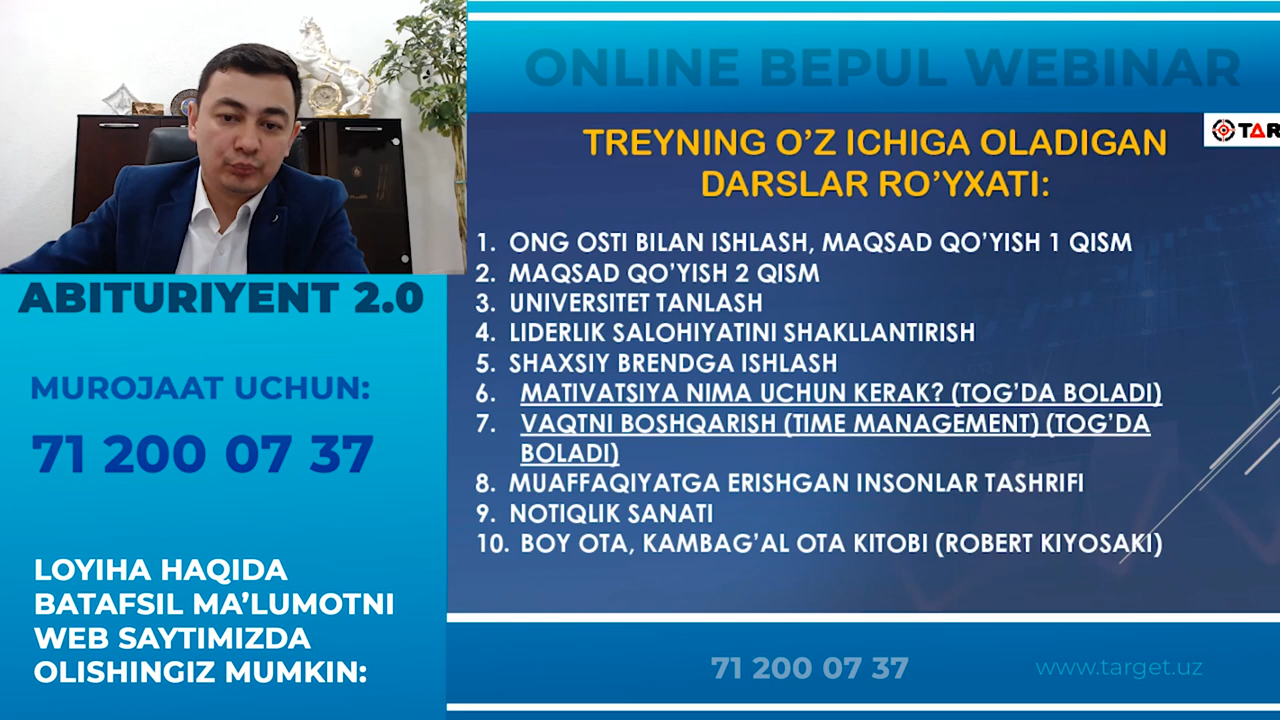 ONLINE BEPUL WEBINAR
TREYNING O'Z ICHIGA OLADIGAN
DARSLAR RO'YXATI:
1. ONG OSTI BILAN ISHLASH, MAQSAD QO'YISH 1 QISM
2. MAQSAD QO'YISH 2 QISM
3. UNIVERSITET TANLASH
4. LIDERLIK SALOHIYATINI SHAKLLANTIRISH
5. SHAXSIY BRENDGA ISHLASH
6. MATIVATSIYA NIMA UCHUN KERAK? (TOG'DA BOLADI)
7. VAQTNI BOSHQARISH (TIME MANAGEMENT) (TOG'DA
BOLADI)
8. MUAFFAQIYATGA ERISHGAN INSONLAR TASHRIFI
9. NOTIQLIK SANATI
10. BOY OTA, KAMBAG'AL OTA KITOBI (ROBERT KIYOSAKI)
ABITURIYENT 2.0
MUROJAAT UCHUN:
71 200 07 37
LOYIHA HAQIDA
BATAFSIL MA'LUMOTNI
WEB SAYTIMIZDA
OLISHINGIZ MUMKIN:
71 200 07 37
www.target.uz